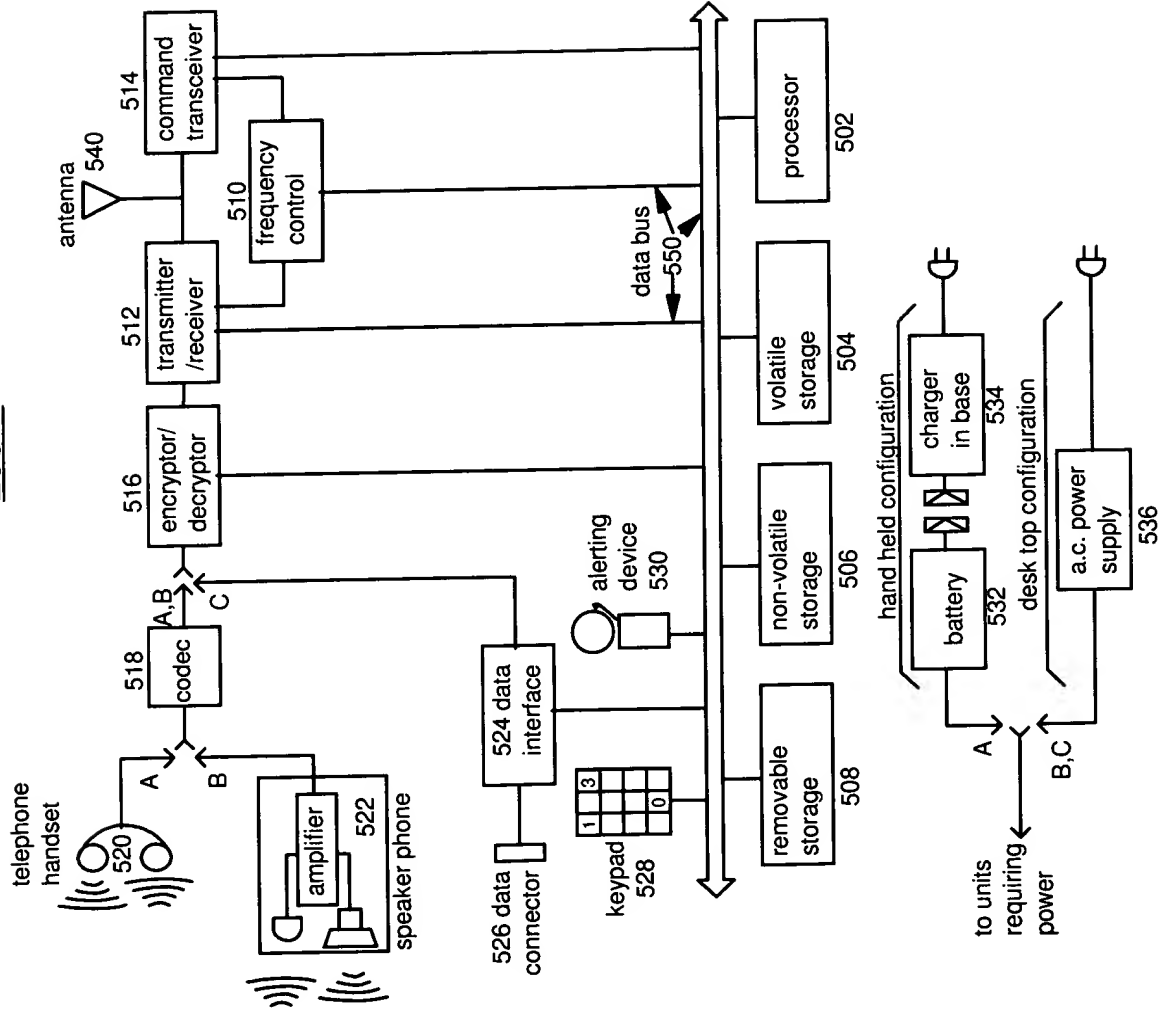 antenna
540
514
command
transceiver
512
transmitter
/receiver
510
frequency
control
516
encryptor/
decryptor
A,B
C
518
codec
telephone
handset
520
A
B
amplifier
522
speaker phone
524 data
interface
526 data
connector
alerting
device
530
data bus
550
1
3
0
keypad
528
removable
storage
508
non-volatile
storage
506
volatile
storage
504
processor
502
hand held configuration
battery
532
charger
in base
534
desk top configuration
a.c. power
supply
536
A
B,C
to units
requiring
power